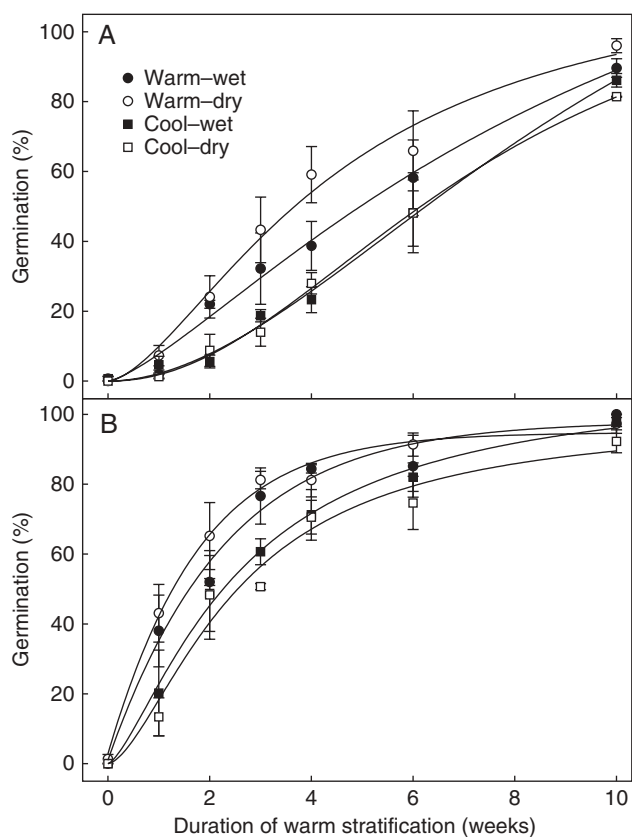 A
Warm–wet
Warm–dry
Cool–wet
Cool–dry
100
80
60
40
20
0
Germination (%)
B
100
80
60
40
20
0
Germination (%)
0 2 4 6 8 10
Duration of warm stratification (weeks)